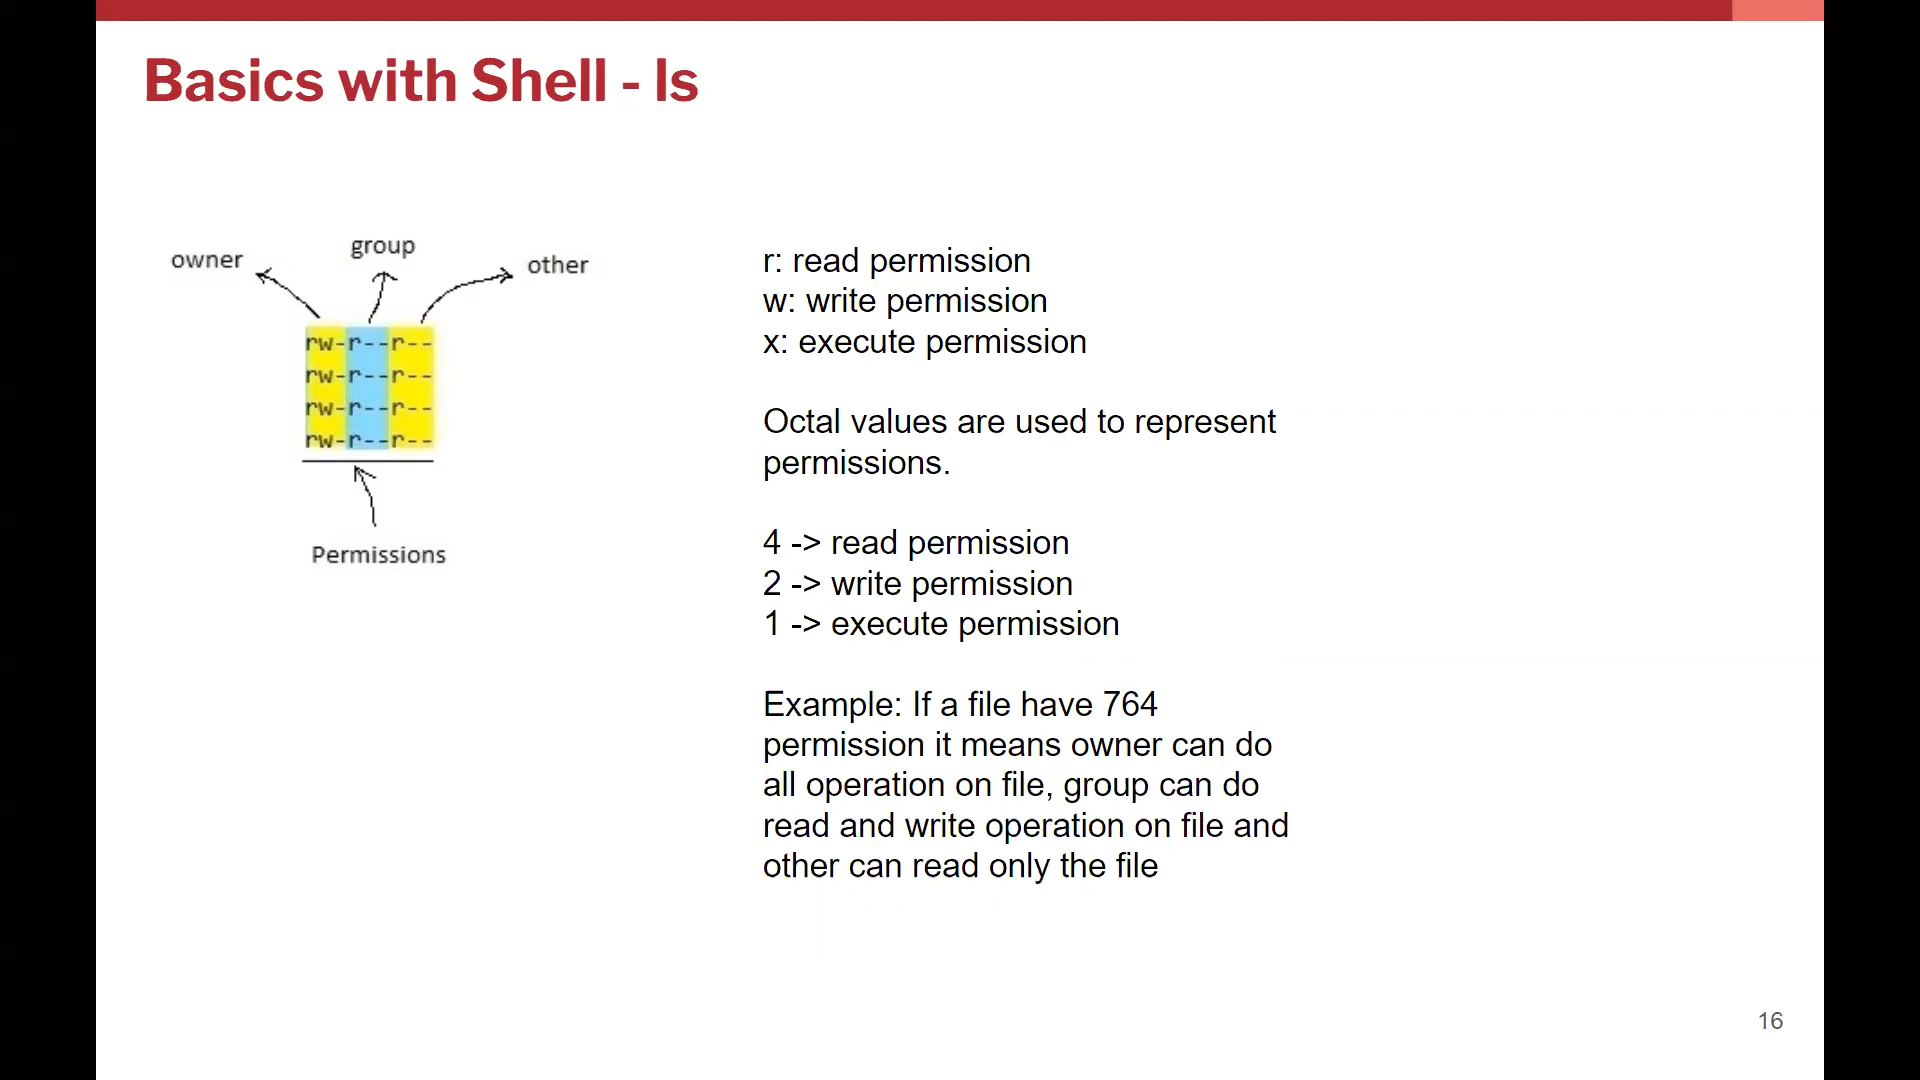 Basics with Shell - ls
owner
group
other
rw-r--r--
rw-r--r--
rw-r--r--
rw-r--r--
Permissions
r: read permission
w: write permission
x: execute permission
Octal values are used to represent
permissions.
4 -> read permission
2 -> write permission
1 -> execute permission
Example: If a file have 764
permission it means owner can do
all operation on file, group can do
read and write operation on file and
other can read only the file
16